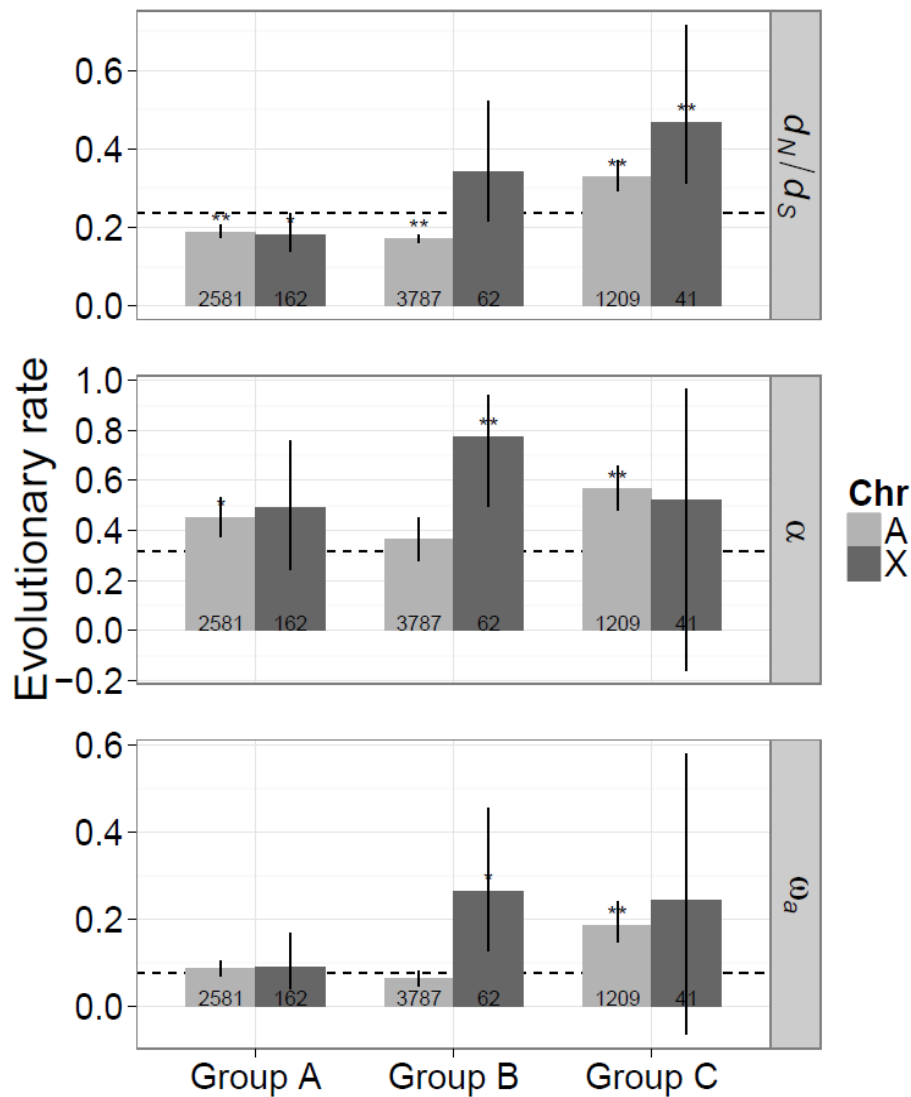 Evolutionary rate
0.6
0.4
0.2
0.0
** * ** ** **
2581 162 3787 62 1209 41
dN/dS
1.0
0.8
0.6
0.4
0.2
0.0
−0.2
* ** **
2581 162 3787 62 1209 41
α
0.6
0.4
0.2
0.0
* **
2581 162 3787 62 1209 41
ωa
Group A Group B Group C
Chr
A
X